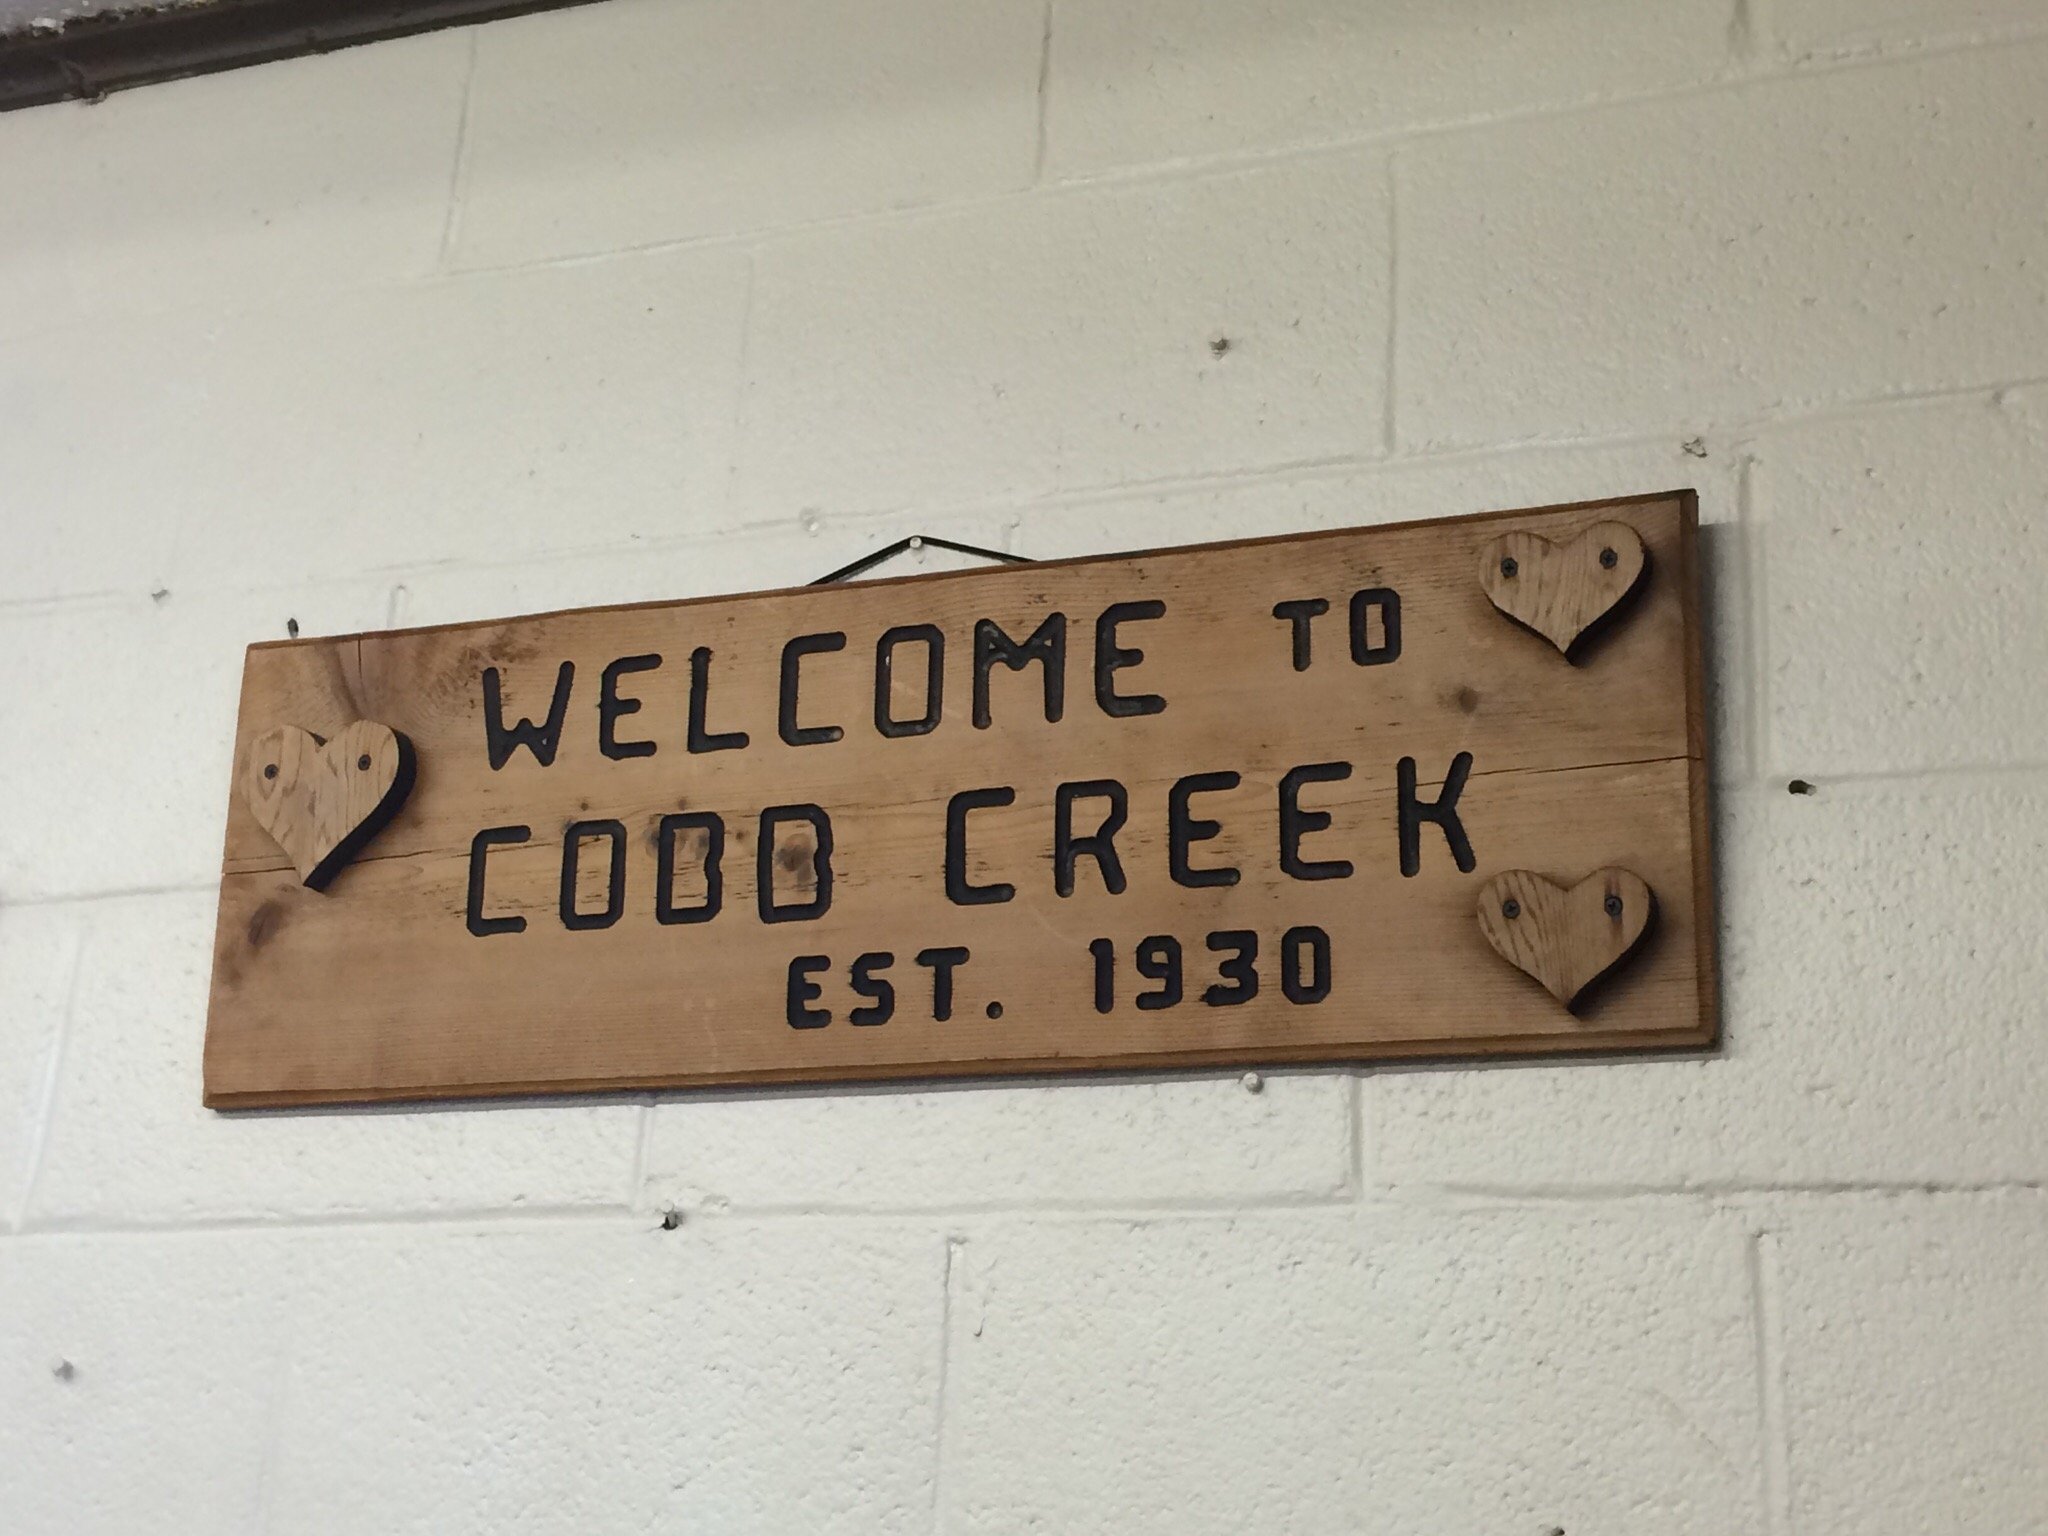 WELCOME TO
COBB CREEK
EST. 1930